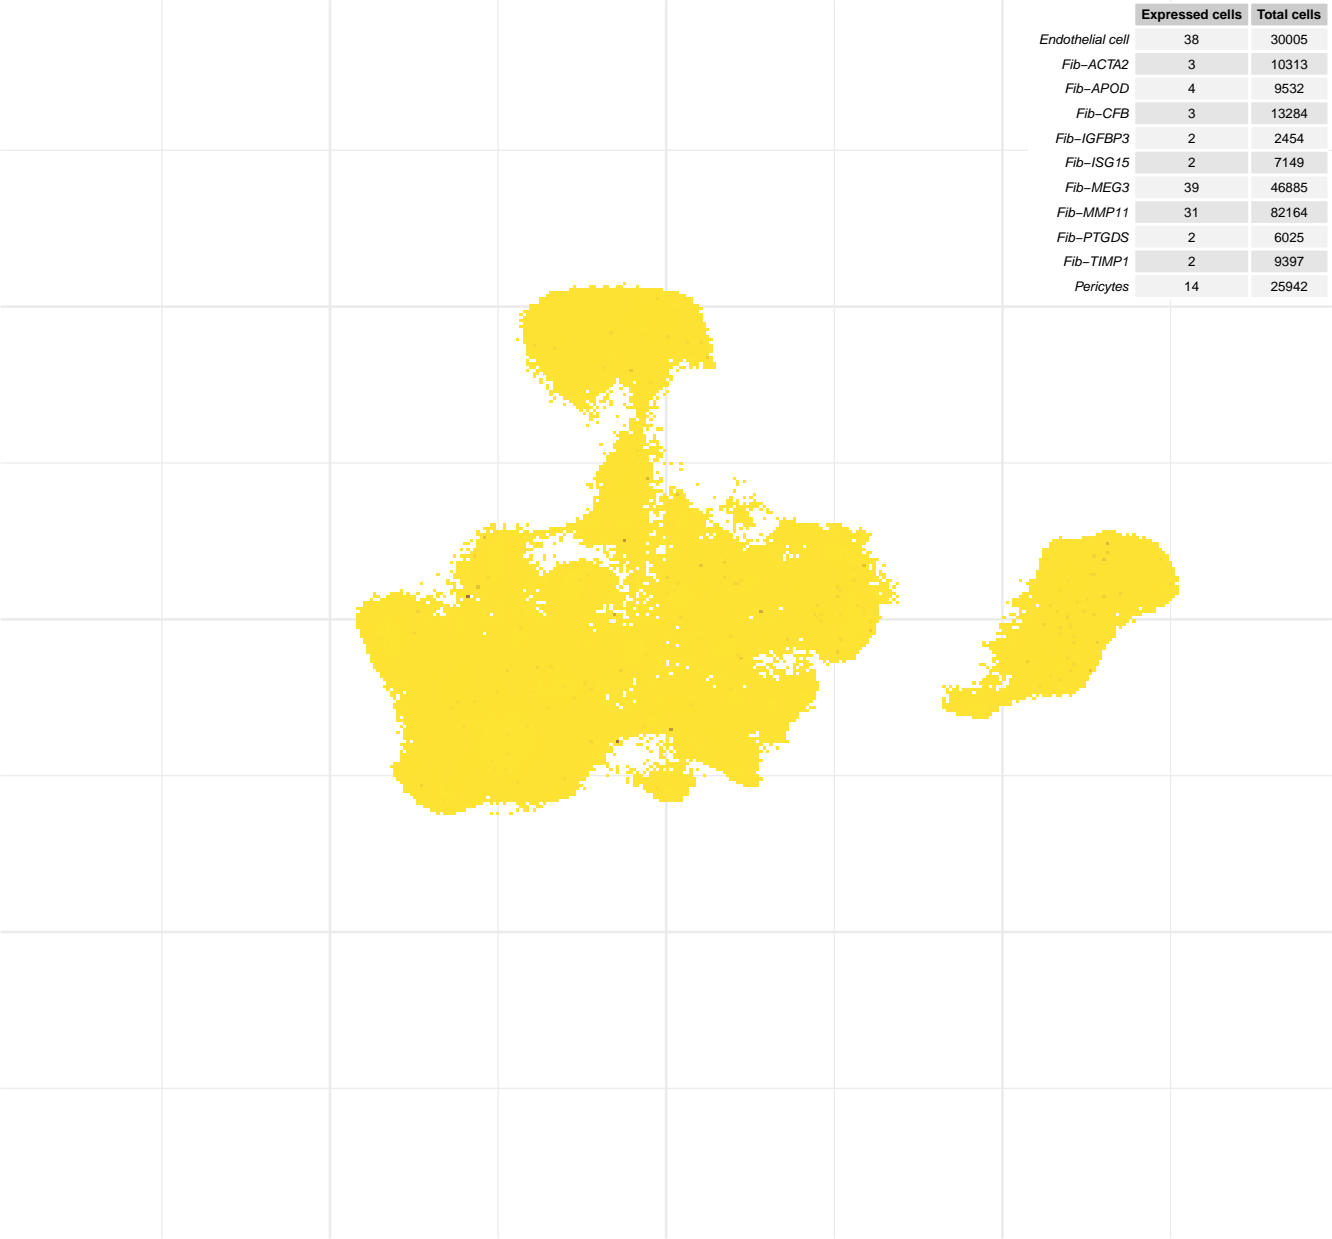 Expressed cells Total cells
Endothelial cell 38 30005
Fib−ACTA2 3 10313
Fib−APOD 4 9532
Fib−CFB 3 13284
Fib−IGFBP3 2 2454
Fib−ISG15 2 7149
Fib−MEG3 39 46885
Fib−MMP11 31 82164
Fib−PTGDS 2 6025
Fib−TIMP1 2 9397
Pericytes 14 25942